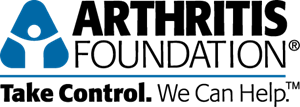 ARTHRITIS
FOUNDATION®
Take Control. We Can Help.™